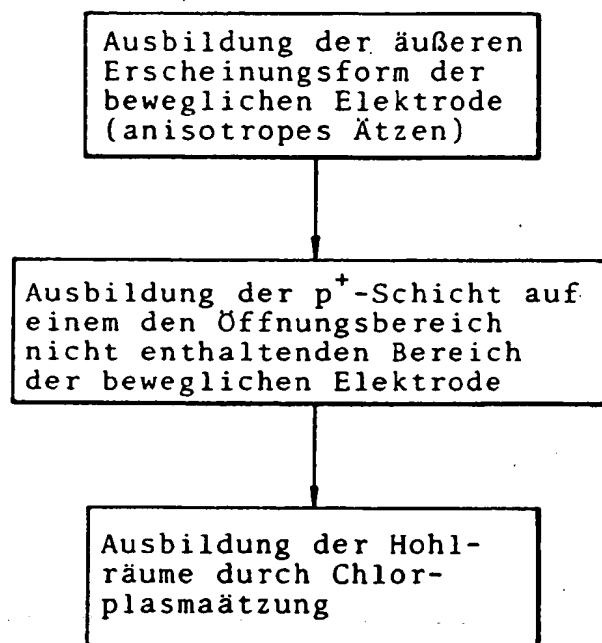 Ausbildung der äußeren
Erscheinungsform der
beweglichen Elektrode
(anisotropes Ätzen)
Ausbildung der p⁺-Schicht auf
einem den Öffnungsbereich
nicht enthaltenden Bereich
der beweglichen Elektrode
Ausbildung der Hohl-
räume durch Chlor-
plasmaätzung